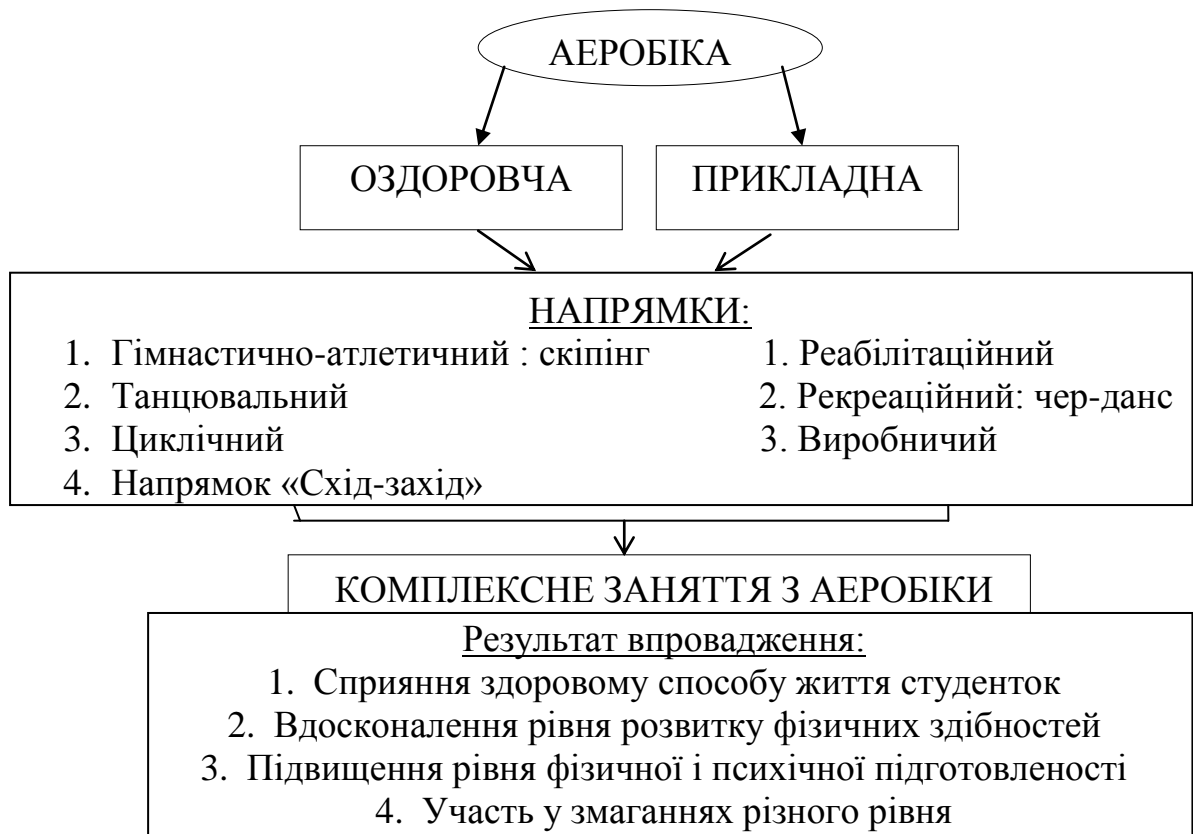 АЕРОБІКА
ОЗДОРОВЧА
ПРИКЛАДНА
НАПРЯМКИ:
1. Гімнастично-атлетичний : скіпінг
2. Танцювальний
3. Циклічний
4. Напрямок «Схід-захід»
1. Реабілітаційний
2. Рекреаційний: чер-данс
3. Виробничий
КОМПЛЕКСНЕ ЗАНЯТТЯ З АЕРОБІКИ
Результат впровадження:
1. Сприяння здоровому способу життя студенток
2. Вдосконалення рівня розвитку фізичних здібностей
3. Підвищення рівня фізичної і психічної підготовленості
4. Участь у змаганнях різного рівня